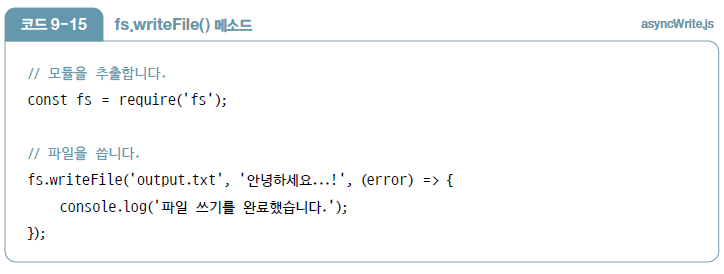 코드 9-15 fs.writeFile() 메소드 asyncWrite.js
// 모듈을 추출합니다.
const fs = require('fs');
// 파일을 씁니다.
fs.writeFile('output.txt', '안녕하세요...!', (error) => {
console.log('파일 쓰기를 완료했습니다.');
});